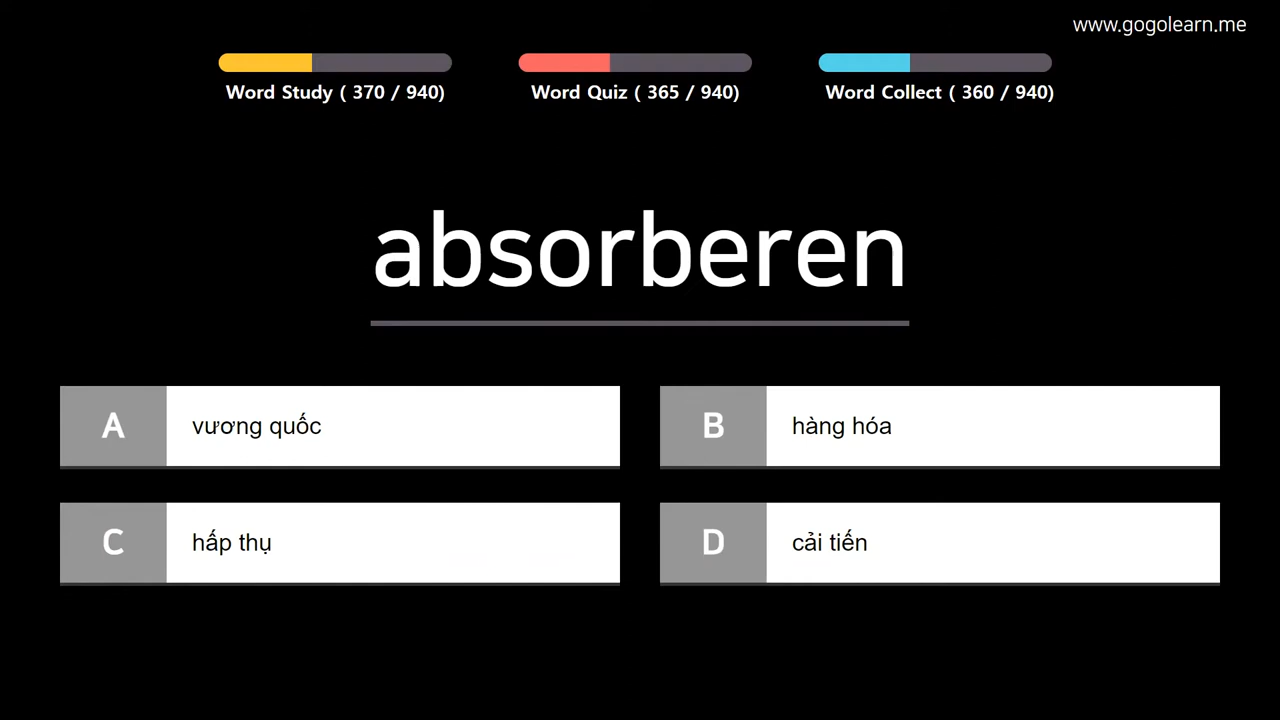 www.gogolearn.me
Word Study ( 370 / 940)
Word Quiz ( 365 / 940)
Word Collect ( 360 / 940)
absorberen
A
vương quốc
B
hàng hóa
C
hấp thụ
D
cải tiến